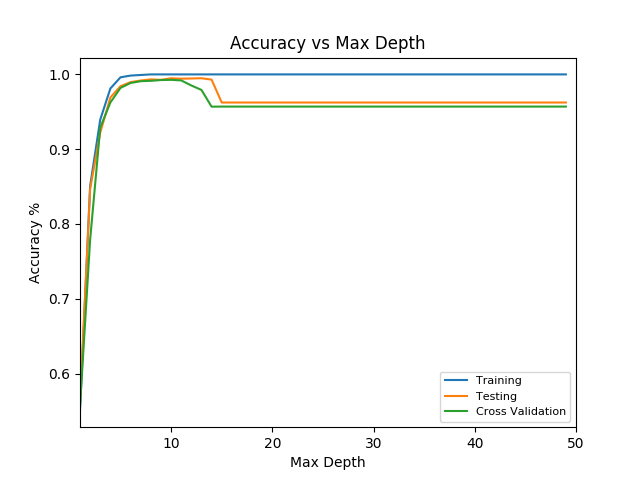 Accuracy vs Max Depth
Accuracy %
1.0
0.9
0.8
0.7
0.6
Training
Testing
Cross Validation
10
20
30
40
50
Max Depth